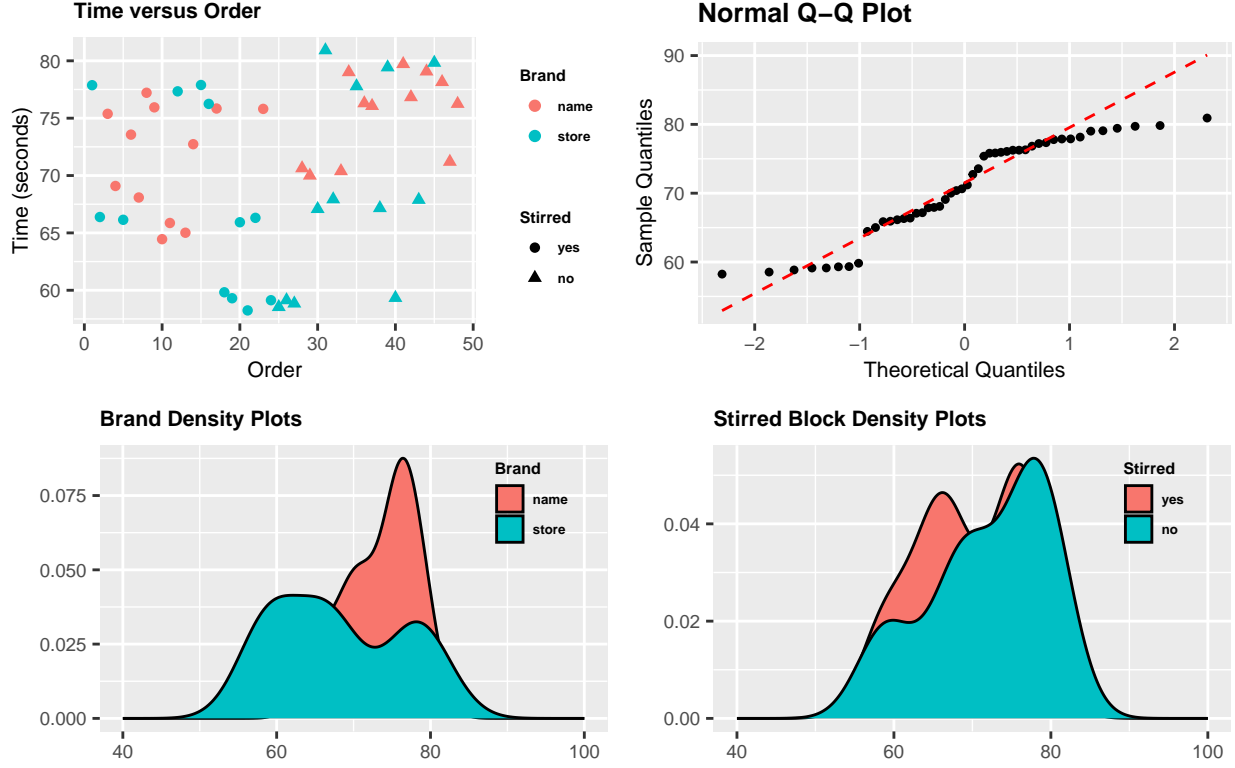 Time versus Order
80
75
70
65
60
0 10 20 30 40 50
Order
Time (seconds)
Brand
name
store
Stirred
yes
no
Normal Q−Q Plot
90
80
70
60
−2 −1 0 1 2
Theoretical Quantiles
Sample Quantiles
Brand Density Plots
0.075
0.050
0.025
0.000
40 60 80 100
Brand
name
store
Stirred Block Density Plots
0.04
0.02
0.00
40 60 80 100
Stirred
yes
no